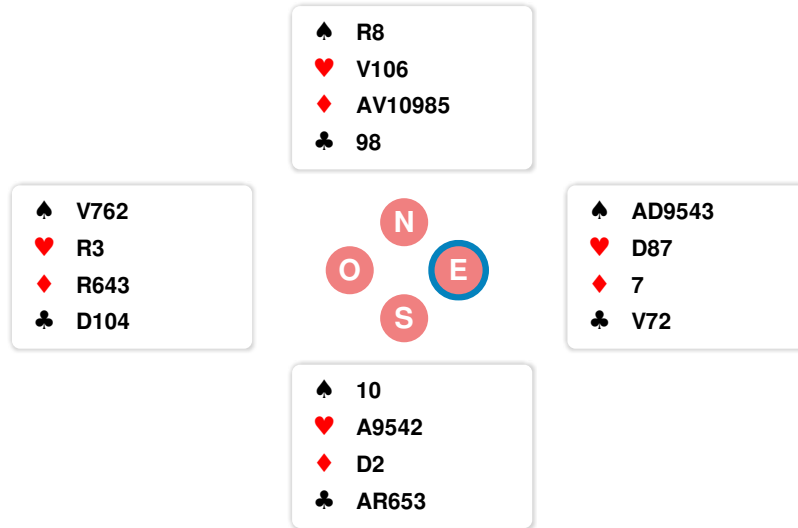 ♠ R8
♥ V106
♦ AV10985
♣ 98
♠ V762
♥ R3
♦ R643
♣ D104
N
O
E
S
♠ AD9543
♥ D87
♦ 7
♣ V72
♠ 10
♥ A9542
♦ D2
♣ AR653